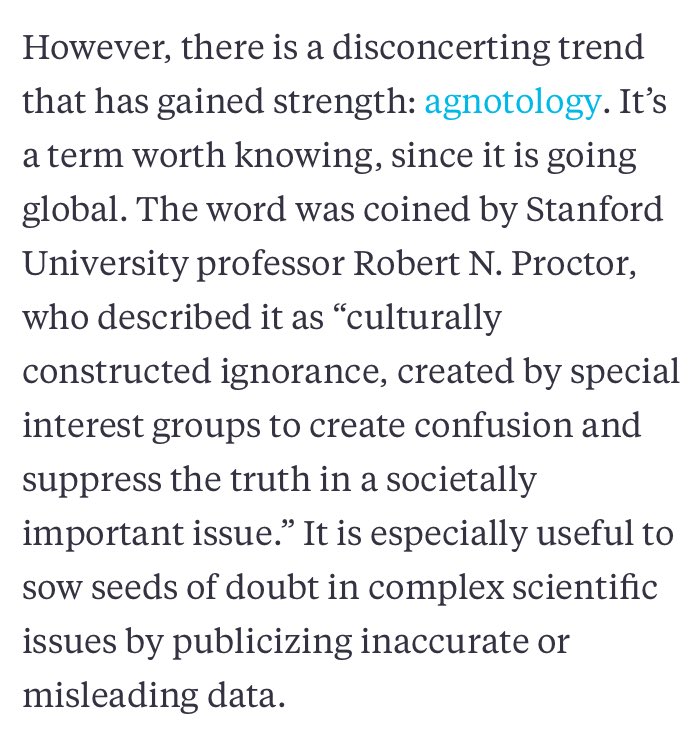 However, there is a disconcerting trend
that has gained strength: agnotology. It’s
a term worth knowing, since it is going
global. The word was coined by Stanford
University professor Robert N. Proctor,
who described it as “culturally
constructed ignorance, created by special
interest groups to create confusion and
suppress the truth in a societally
important issue.” It is especially useful to
sow seeds of doubt in complex scientific
issues by publicizing inaccurate or
misleading data.